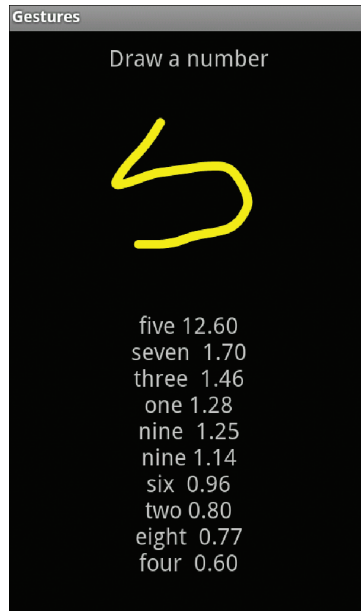 Gestures
Draw a number
five 12.60
seven 1.70
three 1.46
one 1.28
nine 1.25
nine 1.14
six 0.96
two 0.80
eight 0.77
four 0.60